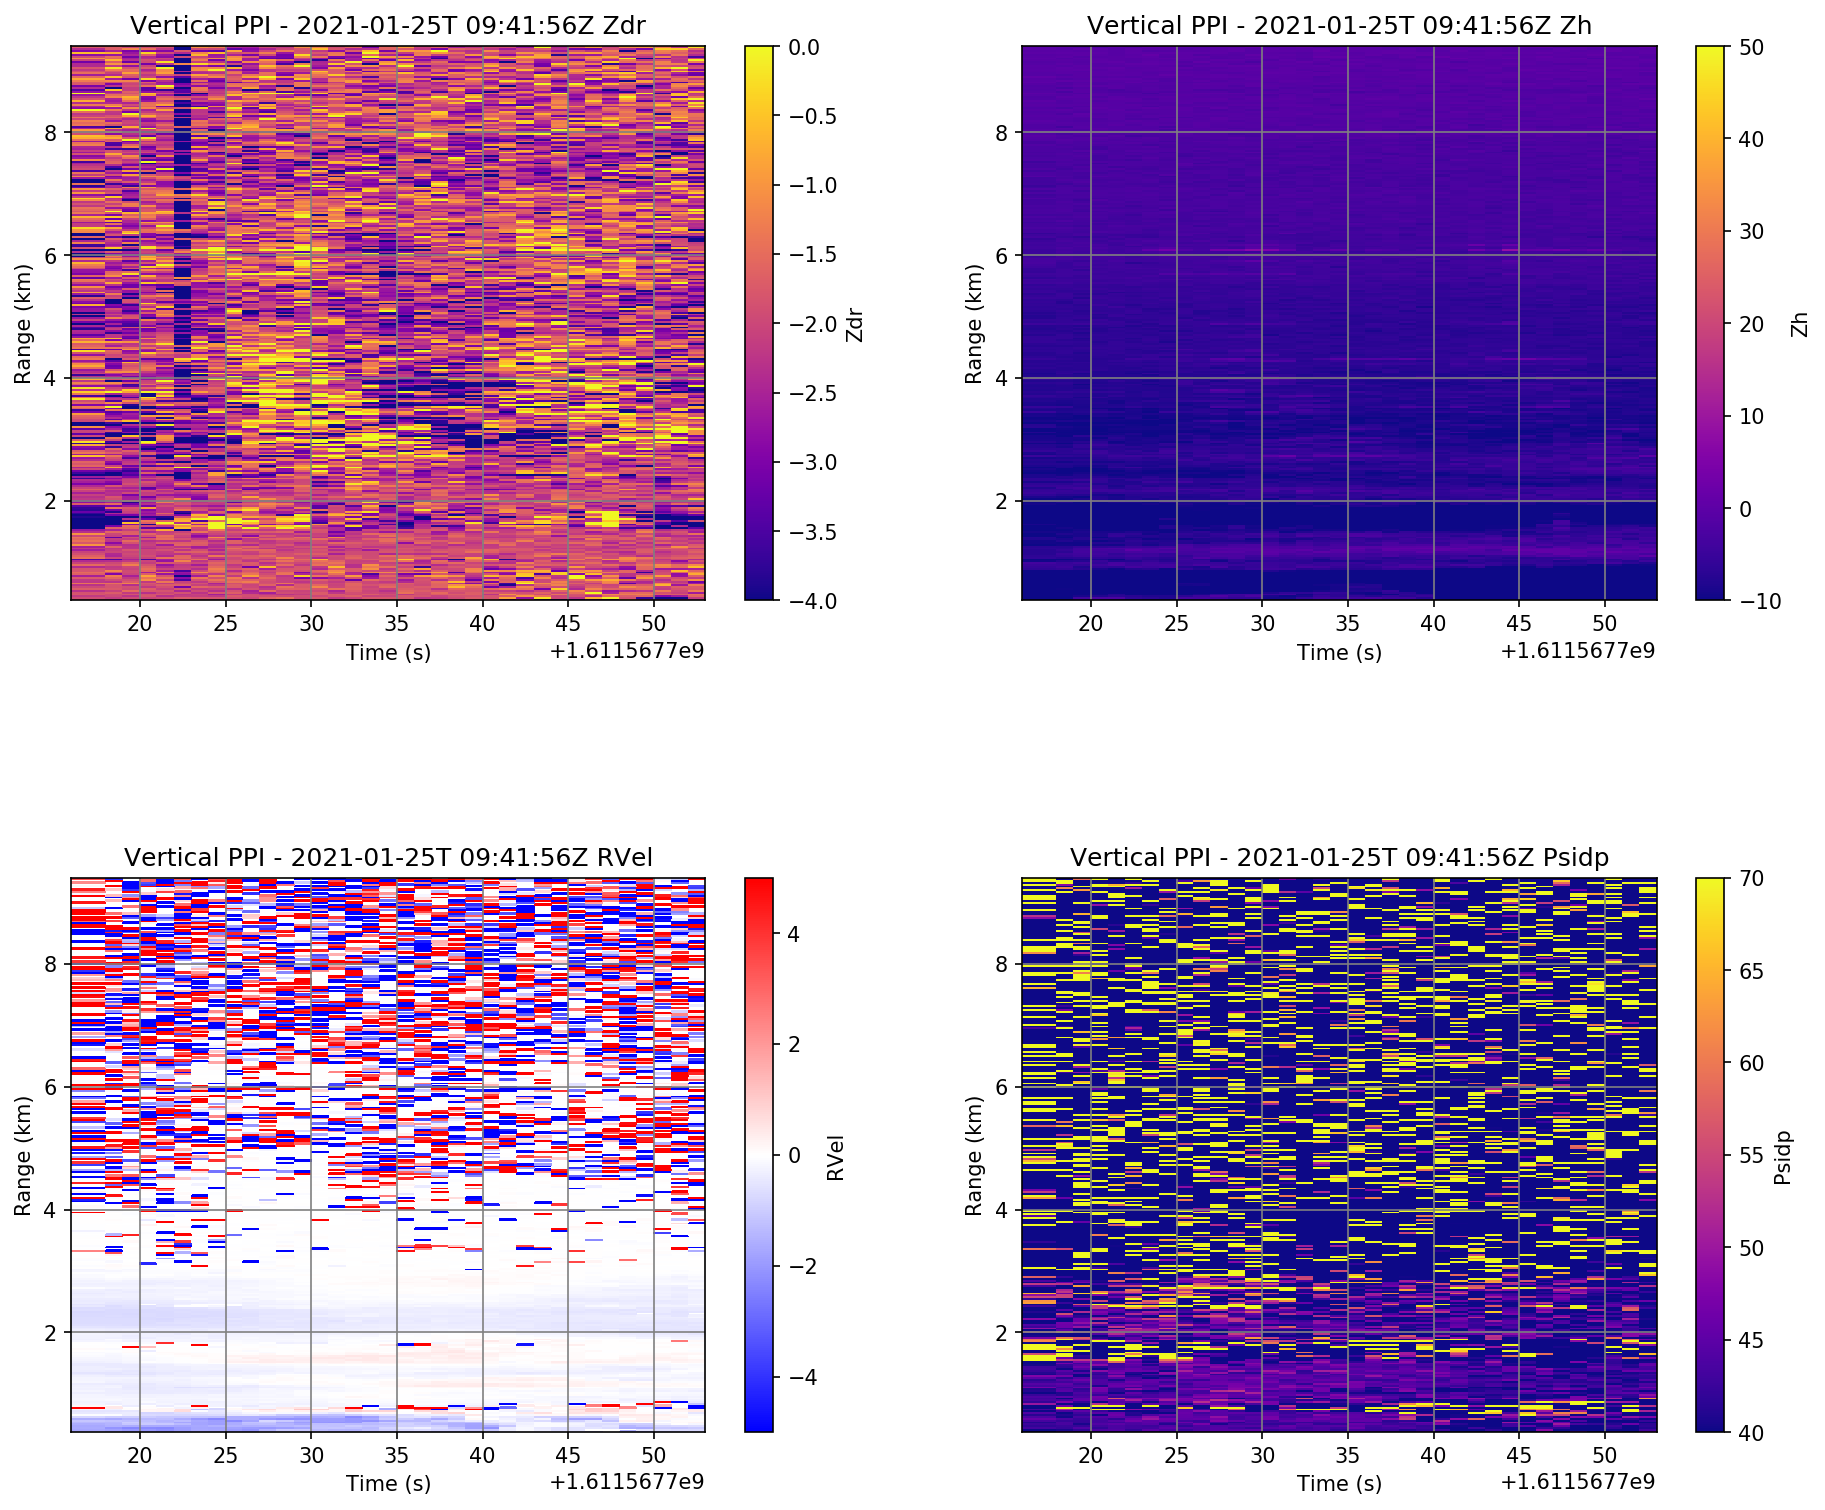 Vertical PPI - 2021-01-25T 09:41:56Z Zdr
Range (km)
8
6
4
2
20 25 30 35 40 45 50
Time (s)
+1.6115677e9
0.0
−0.5
−1.0
−1.5
−2.0
−2.5
−3.0
−3.5
−4.0
Zdr
Vertical PPI - 2021-01-25T 09:41:56Z Zh
Range (km)
8
6
4
2
20 25 30 35 40 45 50
Time (s)
+1.6115677e9
50
40
30
20
10
0
−10
Zh
Vertical PPI - 2021-01-25T 09:41:56Z RVel
Range (km)
8
6
4
2
20 25 30 35 40 45 50
Time (s)
+1.6115677e9
4
2
0
−2
−4
RVel
Vertical PPI - 2021-01-25T 09:41:56Z Psidp
Range (km)
8
6
4
2
20 25 30 35 40 45 50
Time (s)
+1.6115677e9
70
65
60
55
50
45
40
Psidp